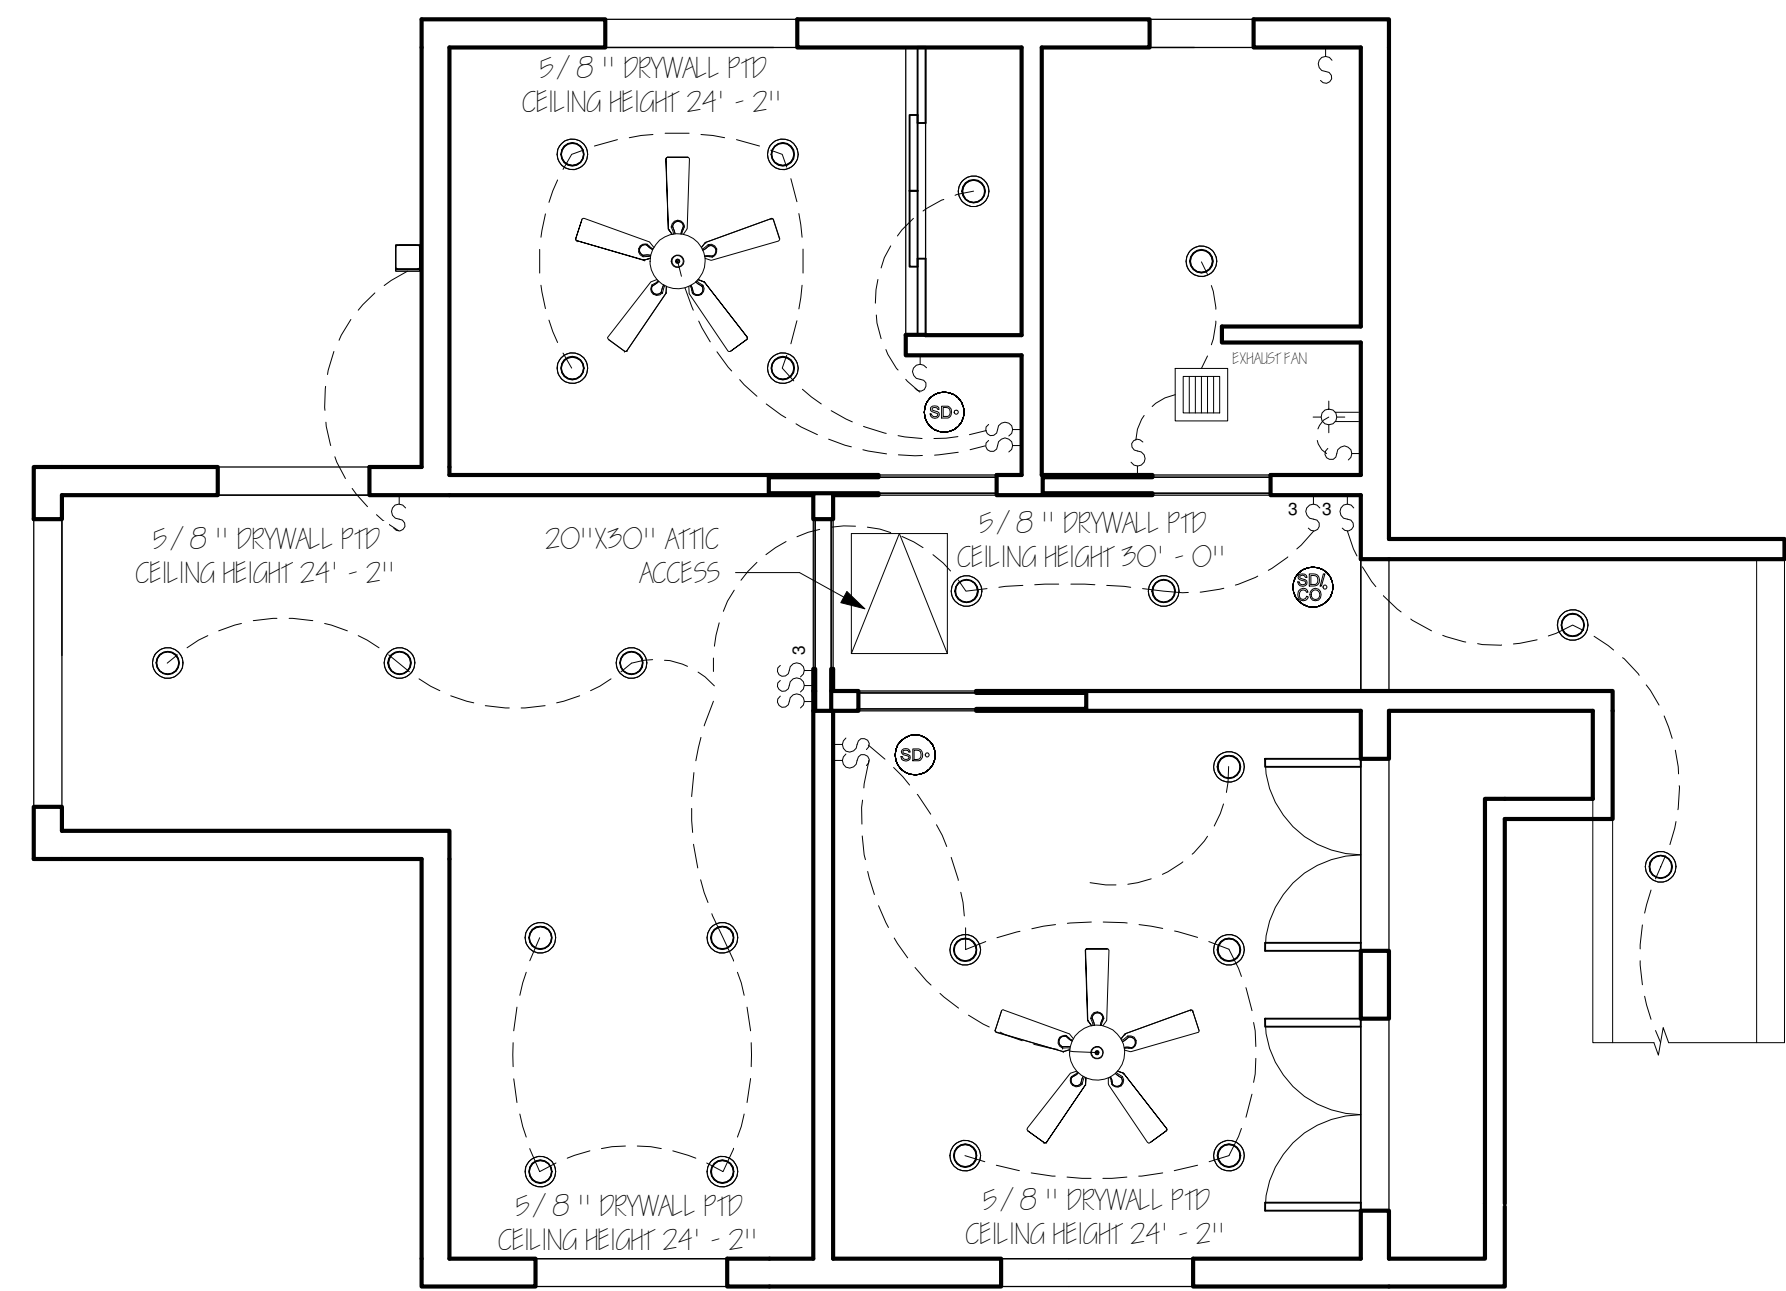 5/8" DRYWALL PTD
CEILING HEIGHT 24' - 2"
EXHAUST FAN
SD
5/8" DRYWALL PTD
CEILING HEIGHT 24' - 2"
20"X30" ATTIC
ACCESS
5/8" DRYWALL PTD
CEILING HEIGHT 30' - 0"
3
3
SD/
CO
3
SD
5/8" DRYWALL PTD
CEILING HEIGHT 24' - 2"
5/8" DRYWALL PTD
CEILING HEIGHT 24' - 2"